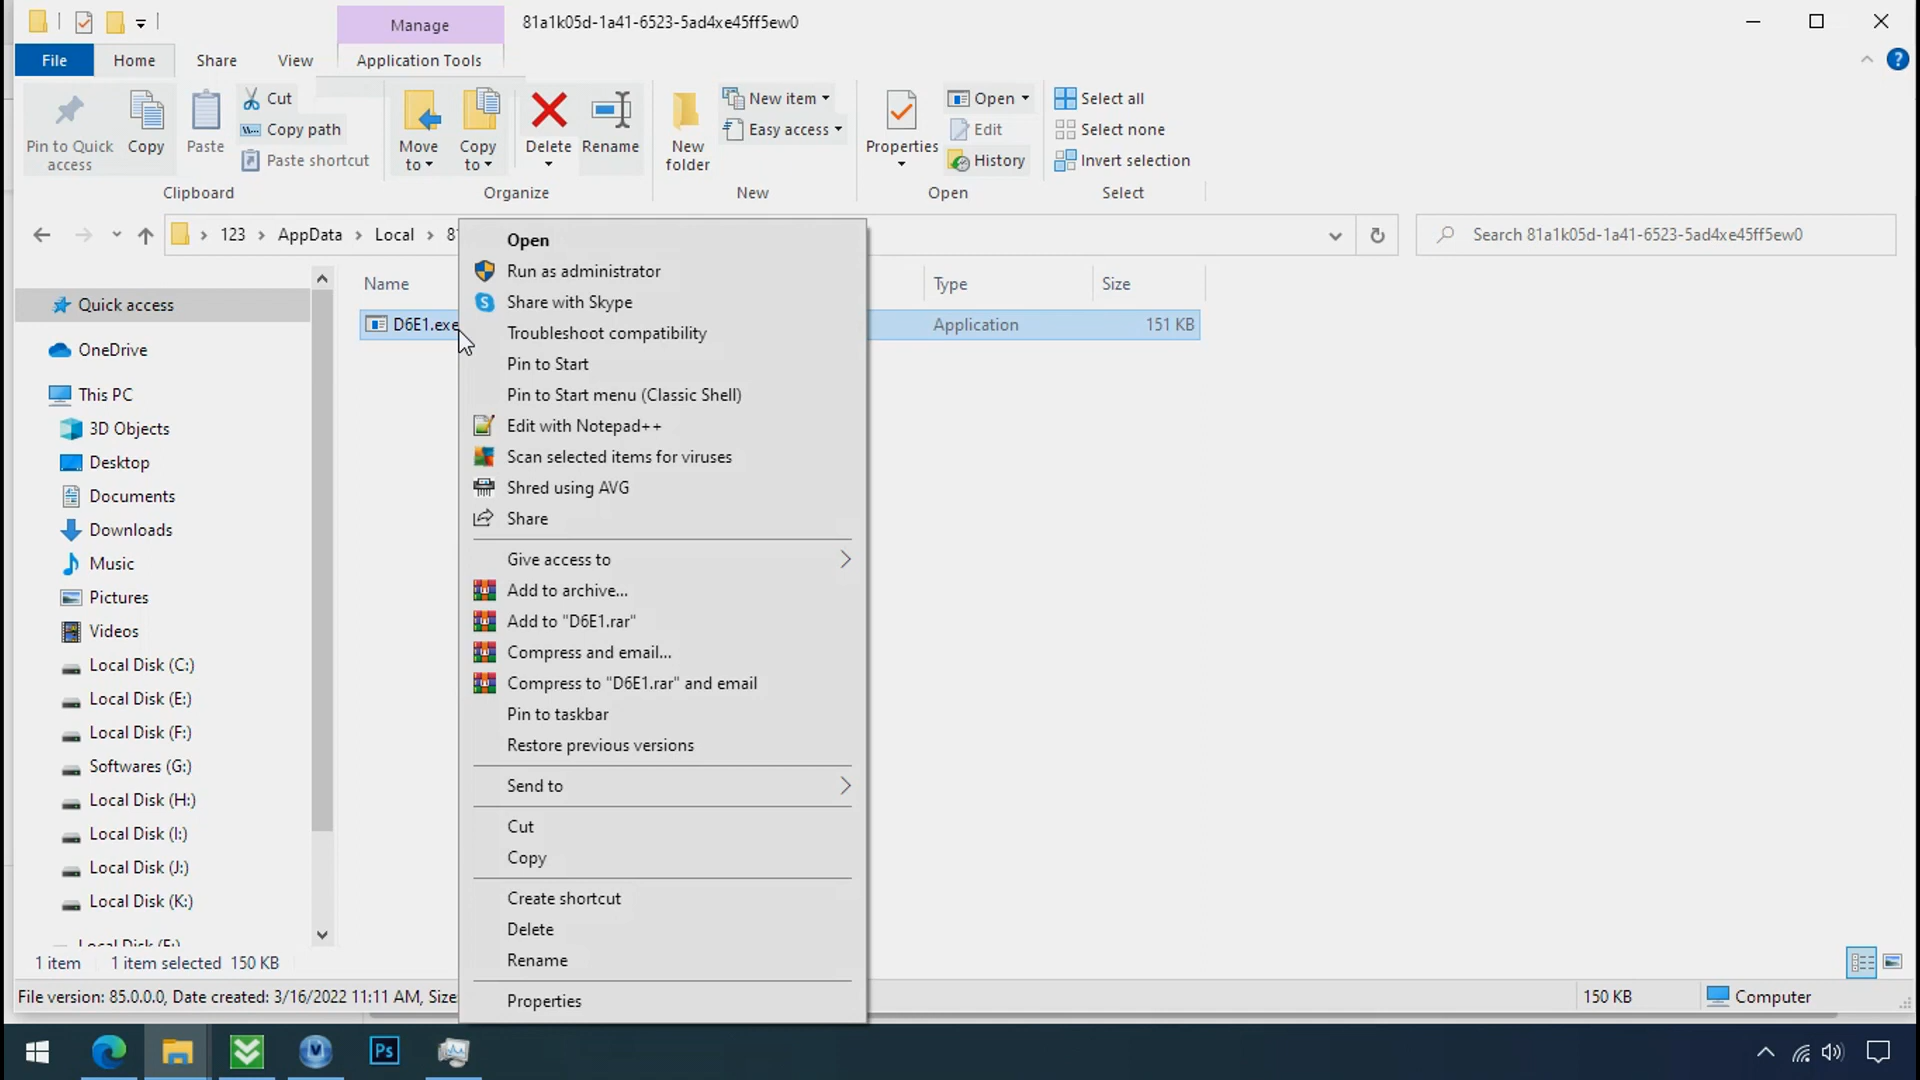 Manage
81a1k05d-1a41-6523-5ad4xe45ff5ew0
File
Home
Share
View
Application Tools
Pin to Quick access
Copy
Paste
Cut
Copy path
Paste shortcut
Clipboard
Move to
Copy to
Delete
Rename
Organize
New folder
New item
Easy access
New
Properties
Open
Edit
History
Open
Select all
Select none
Invert selection
Select
123
AppData
Local
Search 81a1k05d-1a41-6523-5ad4xe45ff5ew0
Name
Type
Size
D6E1.exe
Application
151 KB
Quick access
OneDrive
This PC
3D Objects
Desktop
Documents
Downloads
Music
Pictures
Videos
Local Disk (C:)
Local Disk (E:)
Local Disk (F:)
Softwares (G:)
Local Disk (H:)
Local Disk (I:)
Local Disk (J:)
Local Disk (K:)
Open
Run as administrator
Share with Skype
Troubleshoot compatibility
Pin to Start
Pin to Start menu (Classic Shell)
Edit with Notepad++
Scan selected items for viruses
Shred using AVG
Share
Give access to
Add to archive...
Add to "D6E1.rar"
Compress and email...
Compress to "D6E1.rar" and email
Pin to taskbar
Restore previous versions
Send to
Cut
Copy
Create shortcut
Delete
Rename
Properties
1 item
1 item selected 150 KB
File version: 85.0.0.0, Date created: 3/16/2022 11:11 AM, Size
150 KB
Computer
Ps